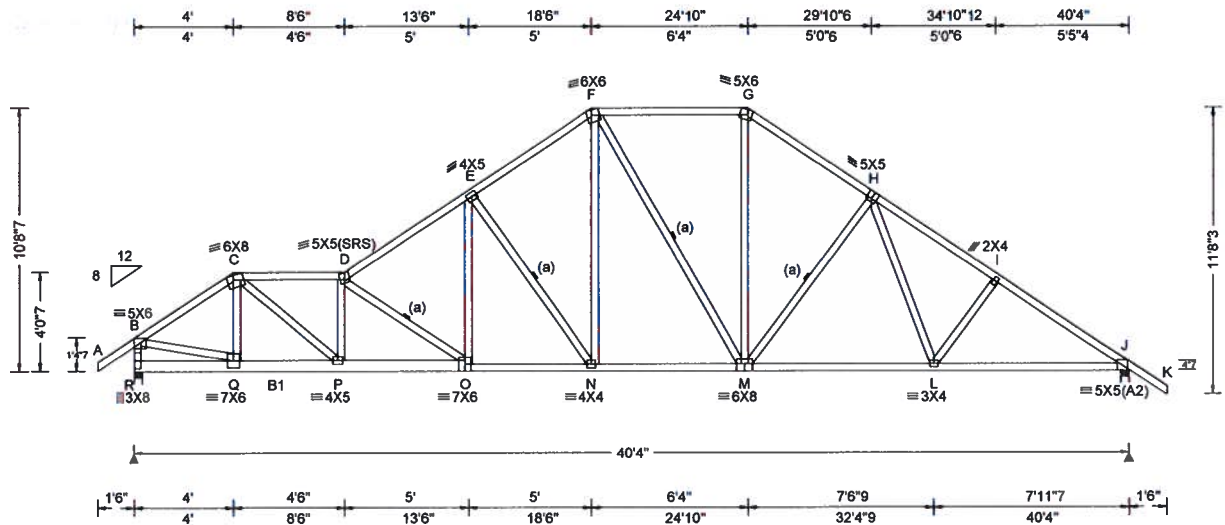 4' 8'6" 13'6" 18'6" 24'10" 29'10"6 34'10"12 40'4"
4' 4'6" 5' 5' 6'4" 5'0"6 5'0"6 5'5"4
≡6X6 ≡5X6
F G
≡4X5
E
≡5X5
H
10'8"7
11'8"3
(a)
12
8
≡6X8
C
≡5X5(SRS)
D
(a)
(a)
≡2X4
I
4'0"7
≡5X6
B
(a)
A
1'4"7
J
4"7
K
R Q B1 P O N M L
≡3X8 ≡7X6 ≡4X5 ≡7X6 ≡4X4 ≡6X8 ≡3X4 ≡5X5(A2)
40'4"
1'6" 4' 4'6" 5' 5' 6'4" 7'6"9 7'11"7 1'6"
4' 8'6" 13'6" 18'6" 24'10" 32'4"9 40'4"